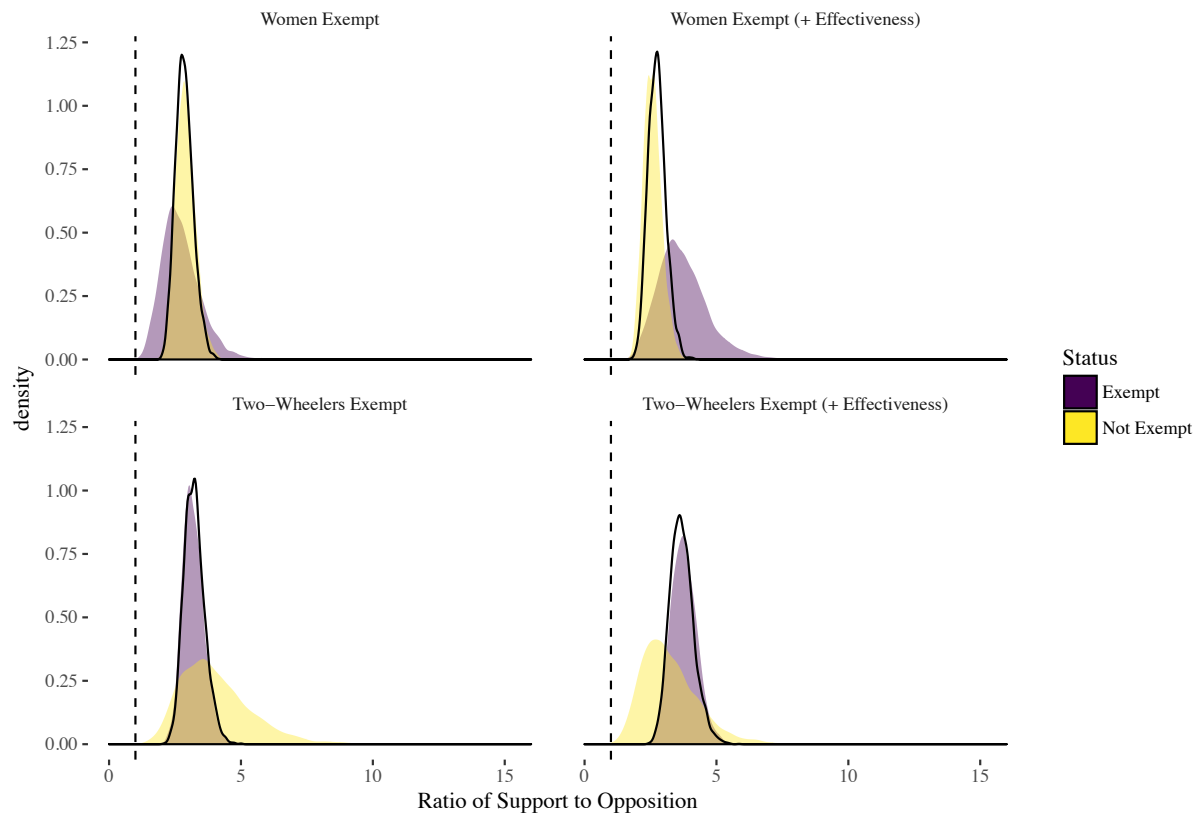 Women Exempt
Women Exempt (+ Effectiveness)
1.25
1.00
0.75
0.50
0.25
0.00
Two−Wheelers Exempt
Two−Wheelers Exempt (+ Effectiveness)
1.25
1.00
0.75
0.50
0.25
0.00
0 5 10 15
0 5 10 15
Ratio of Support to Opposition
density
Status
Exempt
Not Exempt